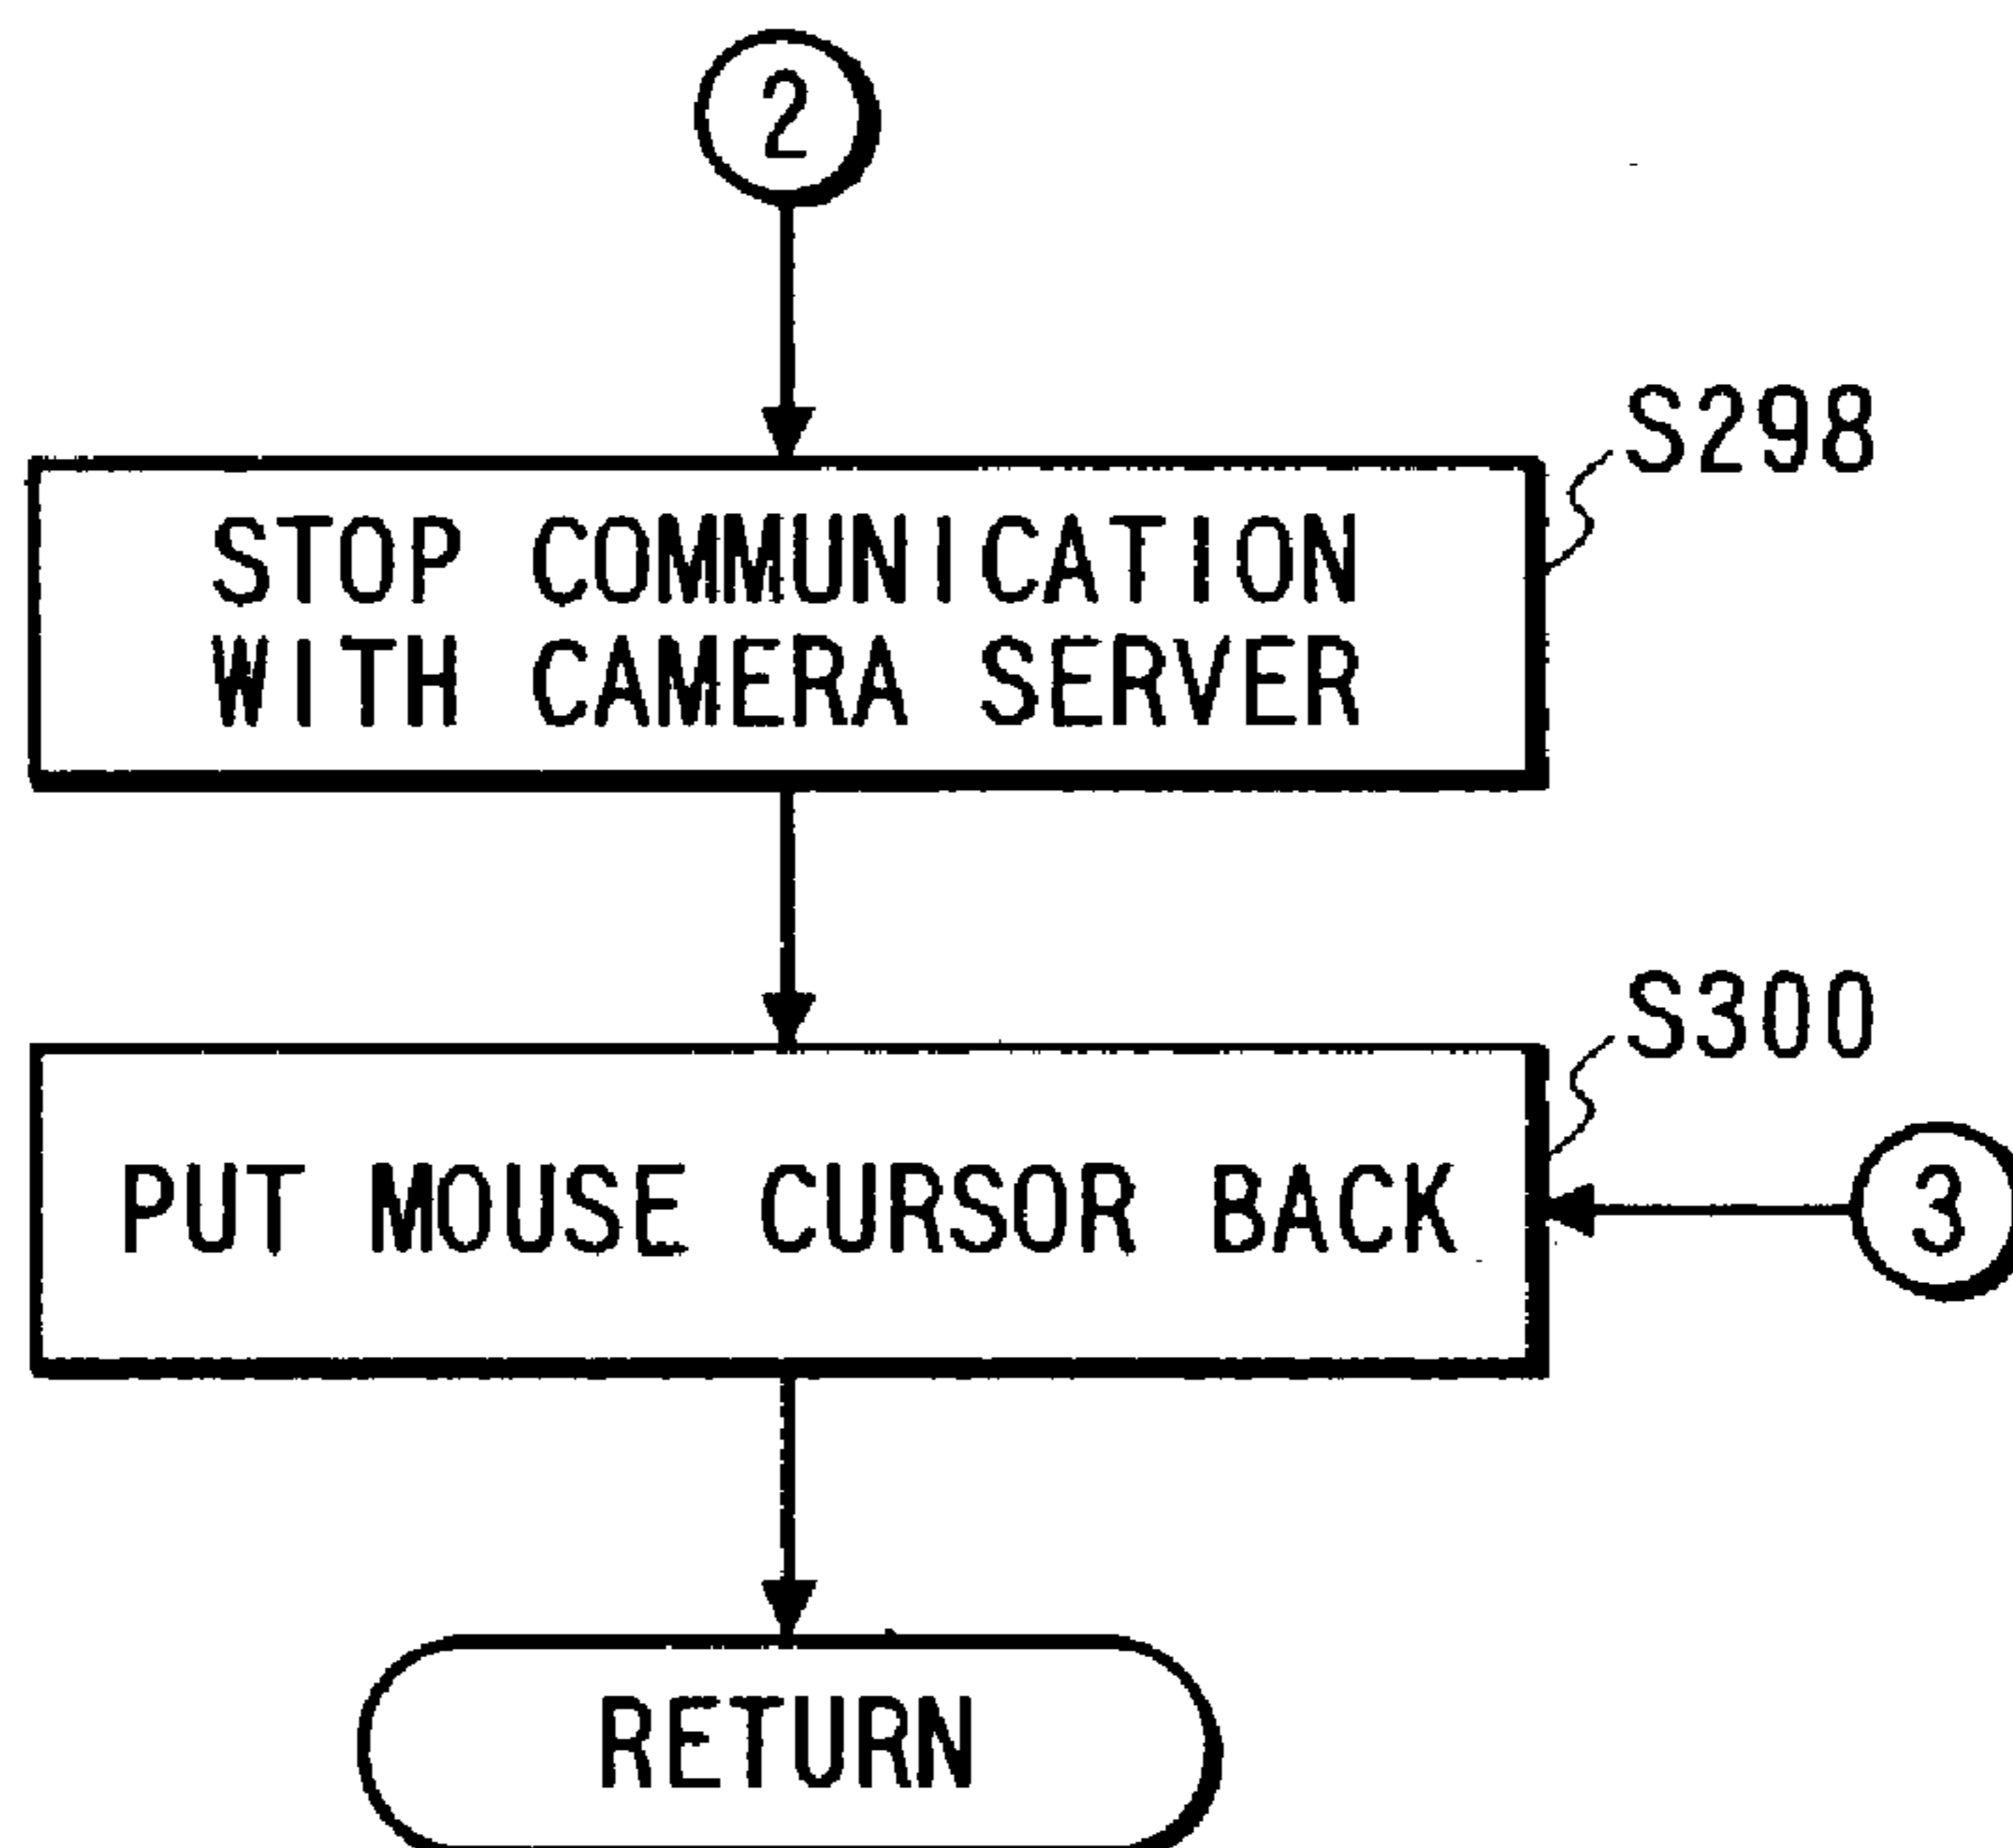 2
S298
STOP COMMUNICATION
WITH CAMERA SERVER
S300
PUT MOUSE CURSOR BACK
3
RETURN